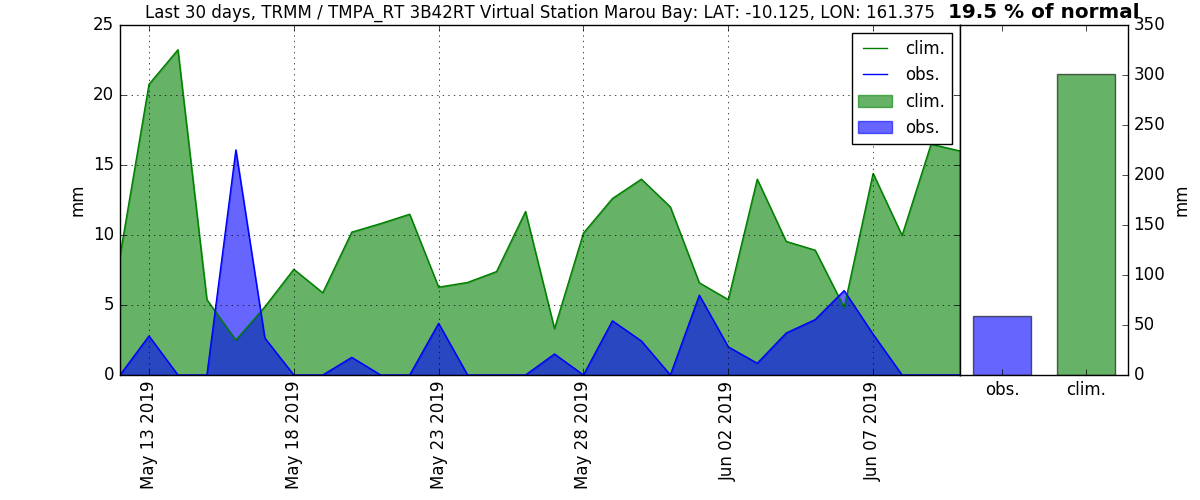 Last 30 days, TRMM / TMPA_RT 3B42RT Virtual Station Marou Bay: LAT: -10.125, LON: 161.375
19.5 % of normal
25
20
15
10
5
0
mm
clim.
obs.
clim.
obs.
May 13 2019
May 18 2019
May 23 2019
May 28 2019
Jun 02 2019
Jun 07 2019
350
300
250
200
150
100
50
0
mm
obs.
clim.